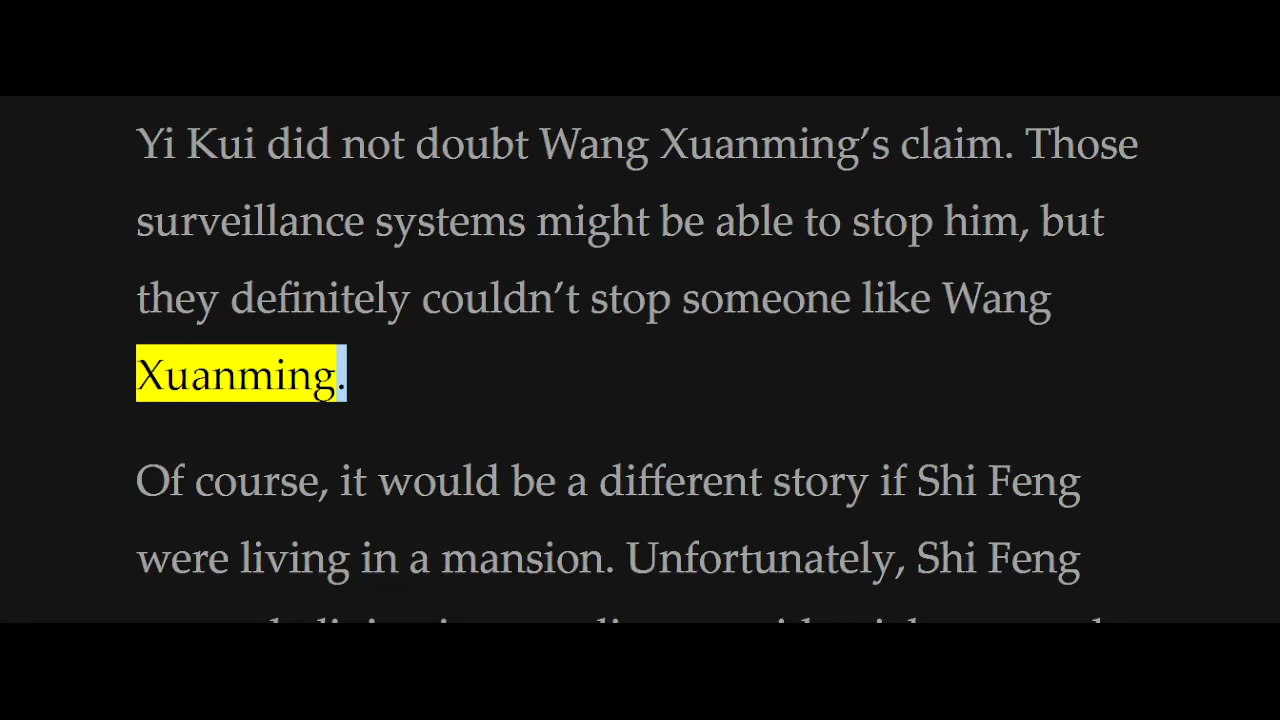 Yi Kui did not doubt Wang Xuanming’s claim. Those
surveillance systems might be able to stop him, but
they definitely couldn’t stop someone like Wang
Xuanming.
Of course, it would be a different story if Shi Feng
were living in a mansion. Unfortunately, Shi Feng